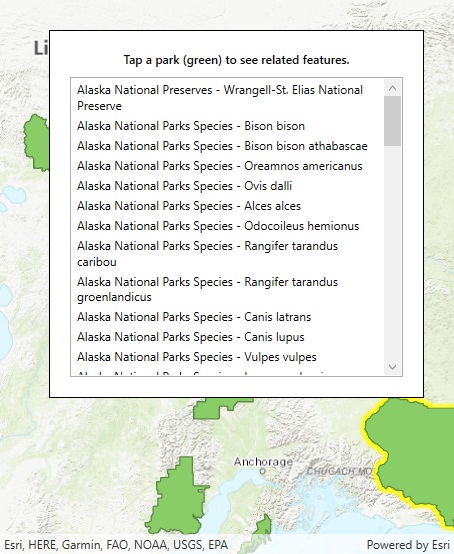 Li
Tap a park (green) to see related features.
Alaska National Preserves - Wrangell-St. Elias National
Preserve
Alaska National Parks Species - Bison bison
Alaska National Parks Species - Bison bison athabascae
Alaska National Parks Species - Oreamnos americanus
Alaska National Parks Species - Ovis dalli
Alaska National Parks Species - Alces alces
Alaska National Parks Species - Odocoileus hemionus
Alaska National Parks Species - Rangifer tarandus
caribou
Alaska National Parks Species - Rangifer tarandus
groenlandicus
Alaska National Parks Species - Canis latrans
Alaska National Parks Species - Canis lupus
Alaska National Parks Species - Vulpes vulpes
Alaska National Parks Species -
Anchorage
CHUGACH MO
Esri, HERE, Garmin, FAO, NOAA, USGS, EPA
Powered by Esri